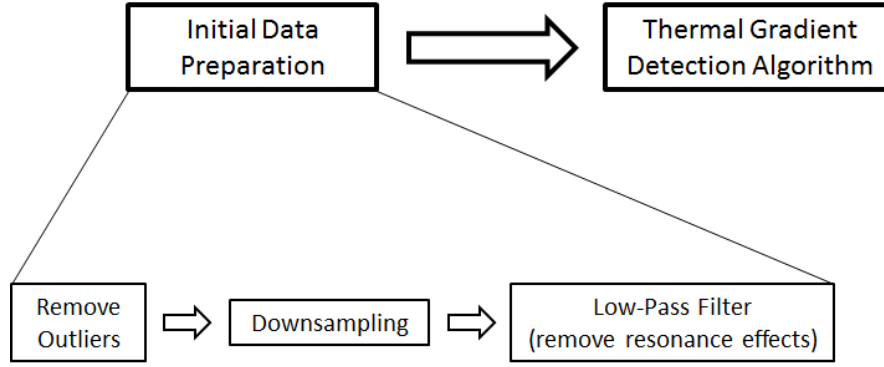 Initial Data
Preparation
Thermal Gradient
Detection Algorithm
Remove
Outliers
Downsampling
Low-Pass Filter
(remove resonance effects)